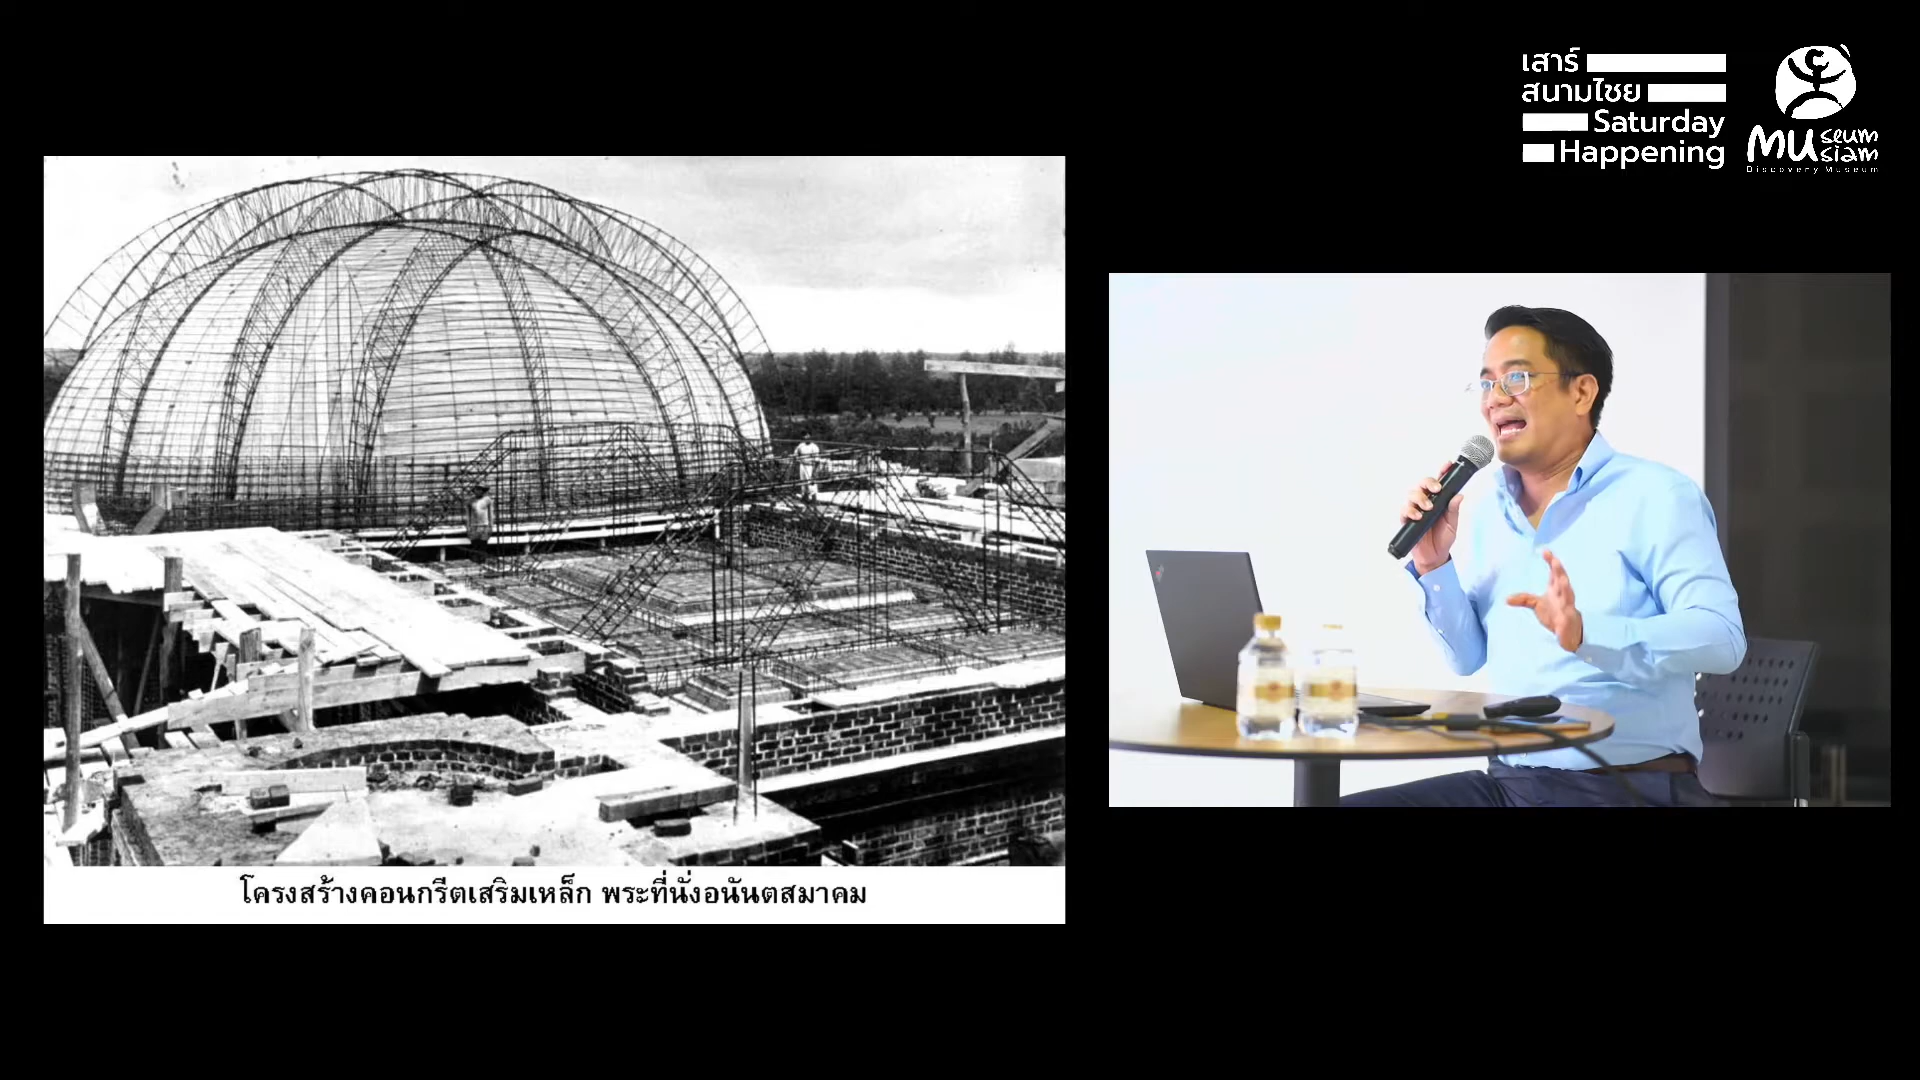 เสาร์
สนามไชย
Saturday
Happening
Museum
Siam
Discovery Museum
โครงสร้างคอนกรีตเสริมเหล็ก พระที่นั่งอนันตสมาคม